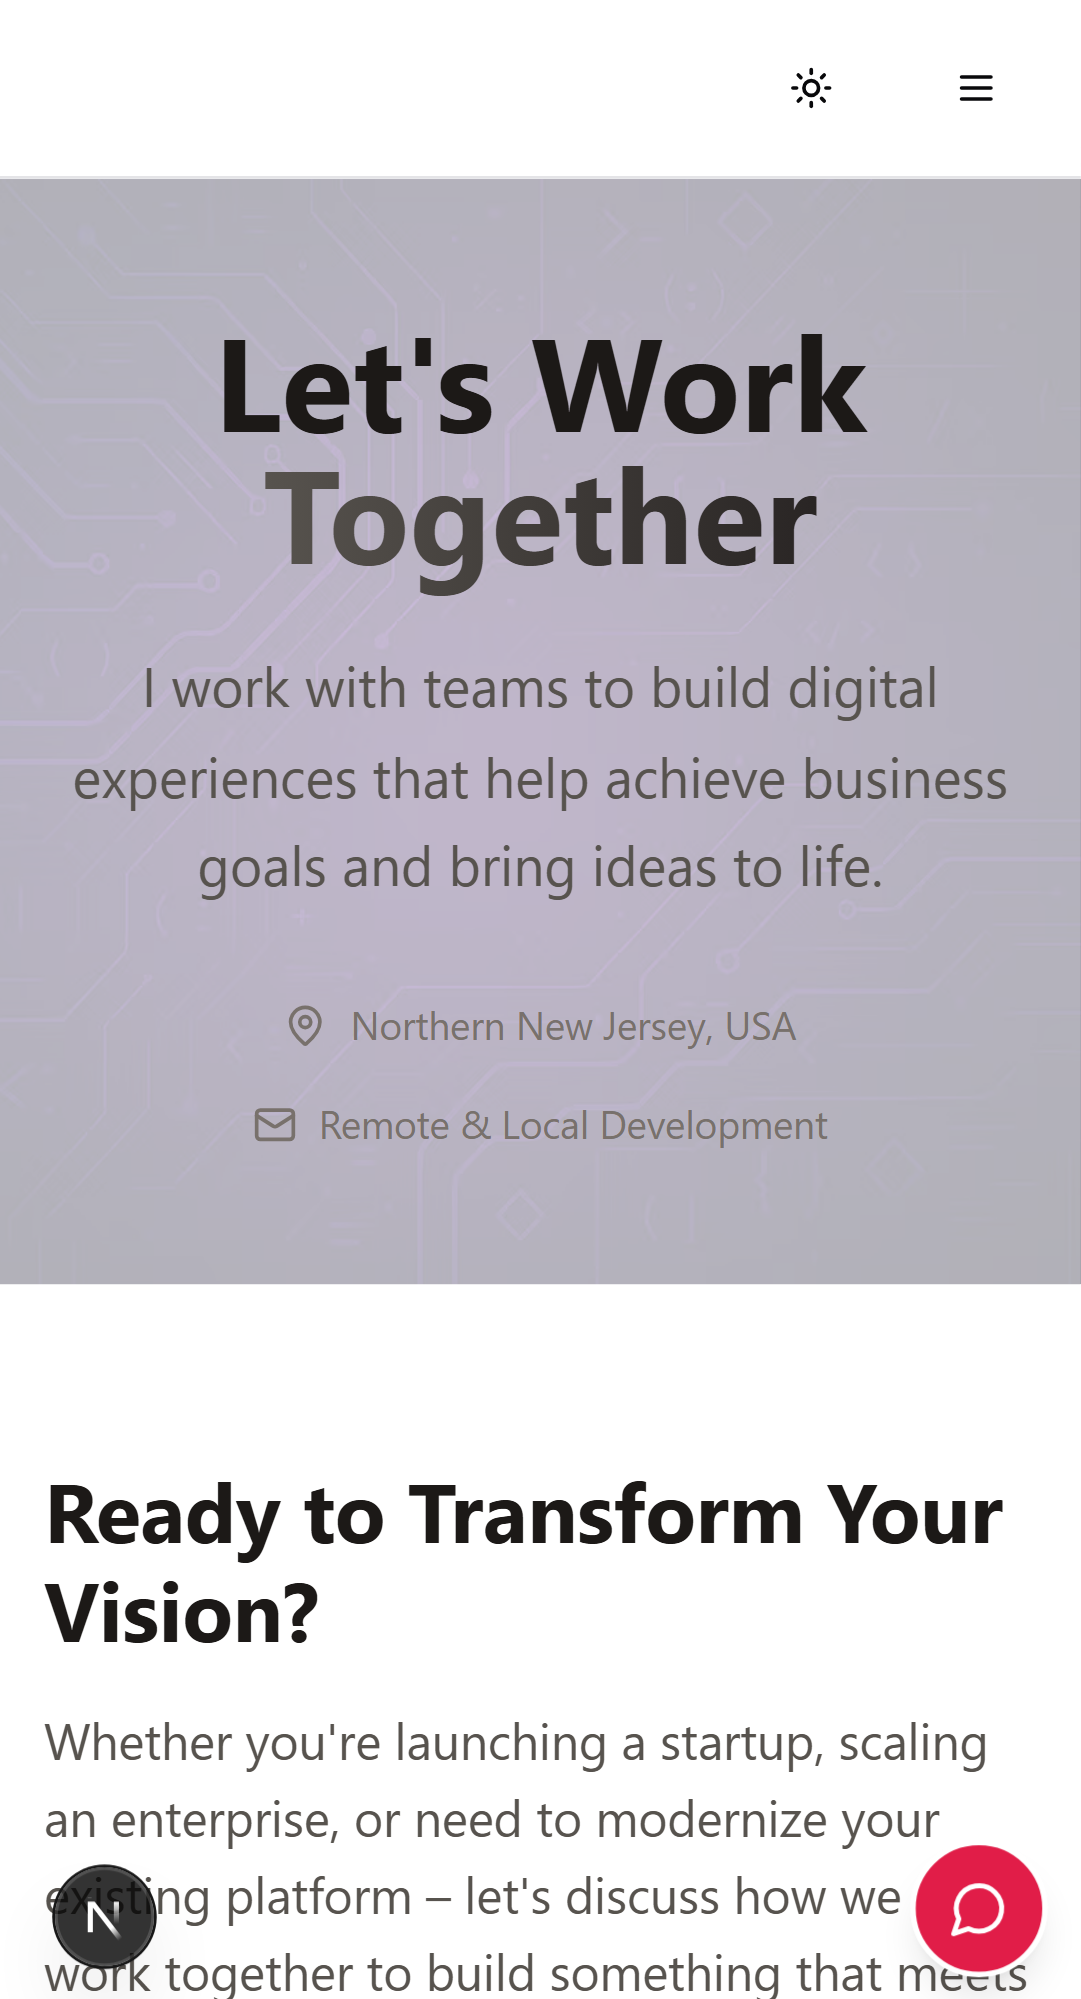 Let's Work
Together
I work with teams to build digital
experiences that help achieve business
goals and bring ideas to life.
Northern New Jersey, USA
Remote & Local Development
Ready to Transform Your
Vision?
Whether you're launching a startup, scaling
an enterprise, or need to modernize your
existing platform – let's discuss how we
work together to build something that meets
N